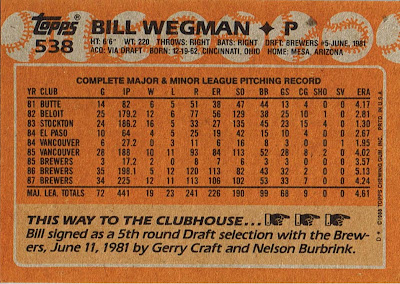 Topps
538
BILL WEGMAN ✦ P
HT: 6'6" WT: 220 THROWS: RIGHT BATS: RIGHT DRAFT: BREWERS #5-JUNE, 1981
ACQ: VIA DRAFT BORN: 12-19-62, CINCINNATI, OHIO HOME: MESA, ARIZONA
COMPLETE MAJOR & MINOR LEAGUE PITCHING RECORD
YR CLUB G IP W L R ER SO BB GS CG SHO SV ERA
81 BUTTE 14 82 6 5 51 38 47 44 13 4 0 0 4.17
82 BELOIT 25 179.2 12 6 77 56 129 38 25 10 1 0 2.81
83 STOCKTON 24 186.2 16 5 33 27 135 45 23 15 4 0 1.30
84 EL PASO 10 64 4 5 25 19 42 15 10 4 0 0 2.67
84 VANCOUVER 6 27.2 0 3 11 6 16 8 3 0 0 1 1.95
85 VANCOUVER 28 188 10 11 93 84 113 52 28 8 2 0 4.02
85 BREWERS 3 17.2 2 0 8 7 6 3 3 0 0 0 3.57
86 BREWERS 35 198.1 5 12 120 113 82 43 32 2 0 0 5.13
87 BREWERS 34 225 12 11 113 106 102 53 33 7 0 0 4.24
MAJ. LEA. TOTALS 72 441 19 23 241 226 190 99 68 9 0 0 4.61
THIS WAY TO THE CLUBHOUSE...
Bill signed as a 5th round Draft selection with the Brew-
ers, June 11, 1981 by Gerry Craft and Nelson Burbrink.